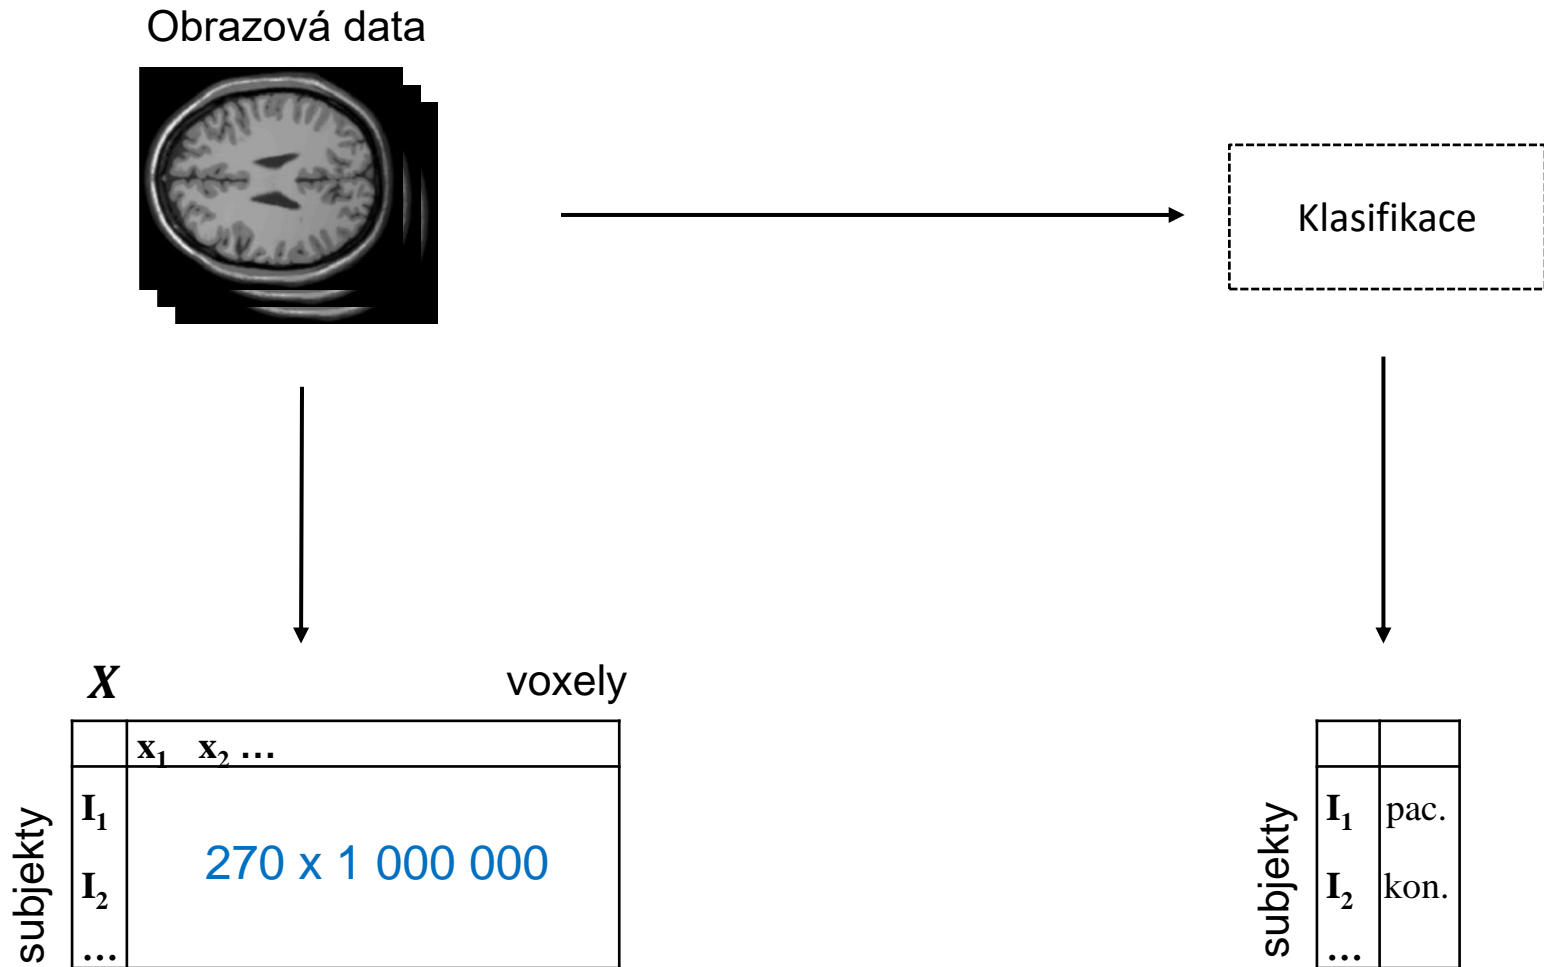 Obrazová data
Klasifikace
X voxely
x1 x2 ...
subjekty
I1
270 x 1 000 000
I2
...
subjekty
I1 pac.
I2 kon.
...